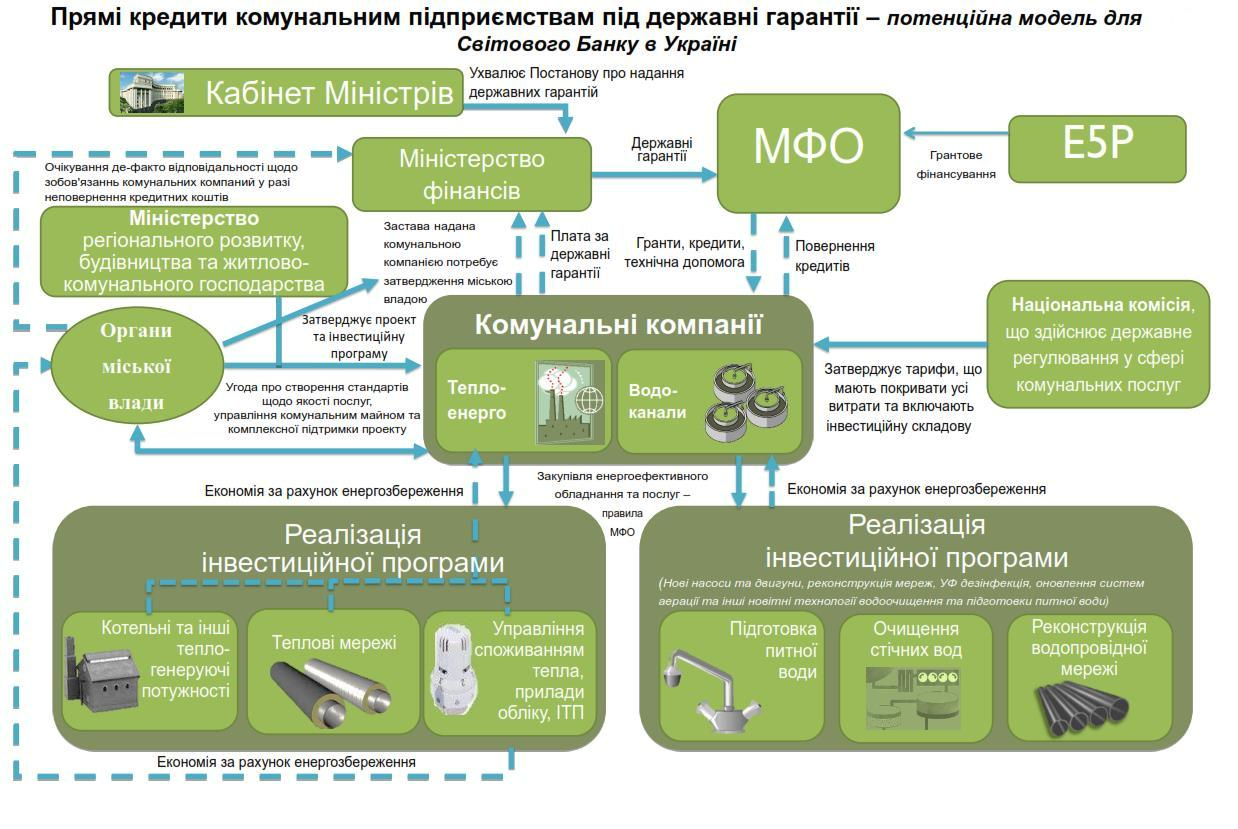 Прямі кредити комунальним підприємствам під державні гарантії – потенційна модель для
Світового Банку в Україні
Кабінет Міністрів
Ухвалює Постанову про надання
державних гарантій
МФО
E5P
Грантове
фінансування
Державні
гарантії
Міністерство
фінансів
Очікування де-факто відповідальності щодо
зобов'язаннь комунальних компаний у разі
неповернення кредитних коштів
Міністерство
регіонального розвитку,
будівництва та житлово-
комунального господарства
Застава надана
комунальною
компанією потребує
затвердження міською
владою
Плата за
державні
гарантії
Гранти, кредити,
технічна допомога
Повернення
кредитів
Органи
міської
влади
Затверджує проект
та інвестиційну
програму
Угода про створення стандартів
щодо якості послуг,
управління комунальним майном та
комплексної підтримки проекту
Комунальні компанії
Тепло-
енерго
Водо-
канали
Національна комісія,
що здійснює державне
регулювання у сфері
комунальних послуг
Затверджує тарифи, що
мають покривати усі
витрати та включають
інвестиційну складову
Економія за рахунок енергозбереження
Закупівля енергоефективного
обладнання та послуг –
правила
МФО
Економія за рахунок енергозбереження
Реалізація
інвестиційної програми
Котельні та інші
тепло-
генеруючі
потужності
Теплові мережі
Управління
споживанням
тепла,
прилади
обліку, ІТП
Реалізація
інвестиційної програми
(Нові насоси та двигуни, реконструкція мереж, УФ дезінфекція, оновлення систем
аерації та інші новітні технології водоочищення та підготовки питної води)
Підготовка
питної
води
Очищення
стічних вод
Реконструкція
водопровідної
мережі
Економія за рахунок енергозбереження